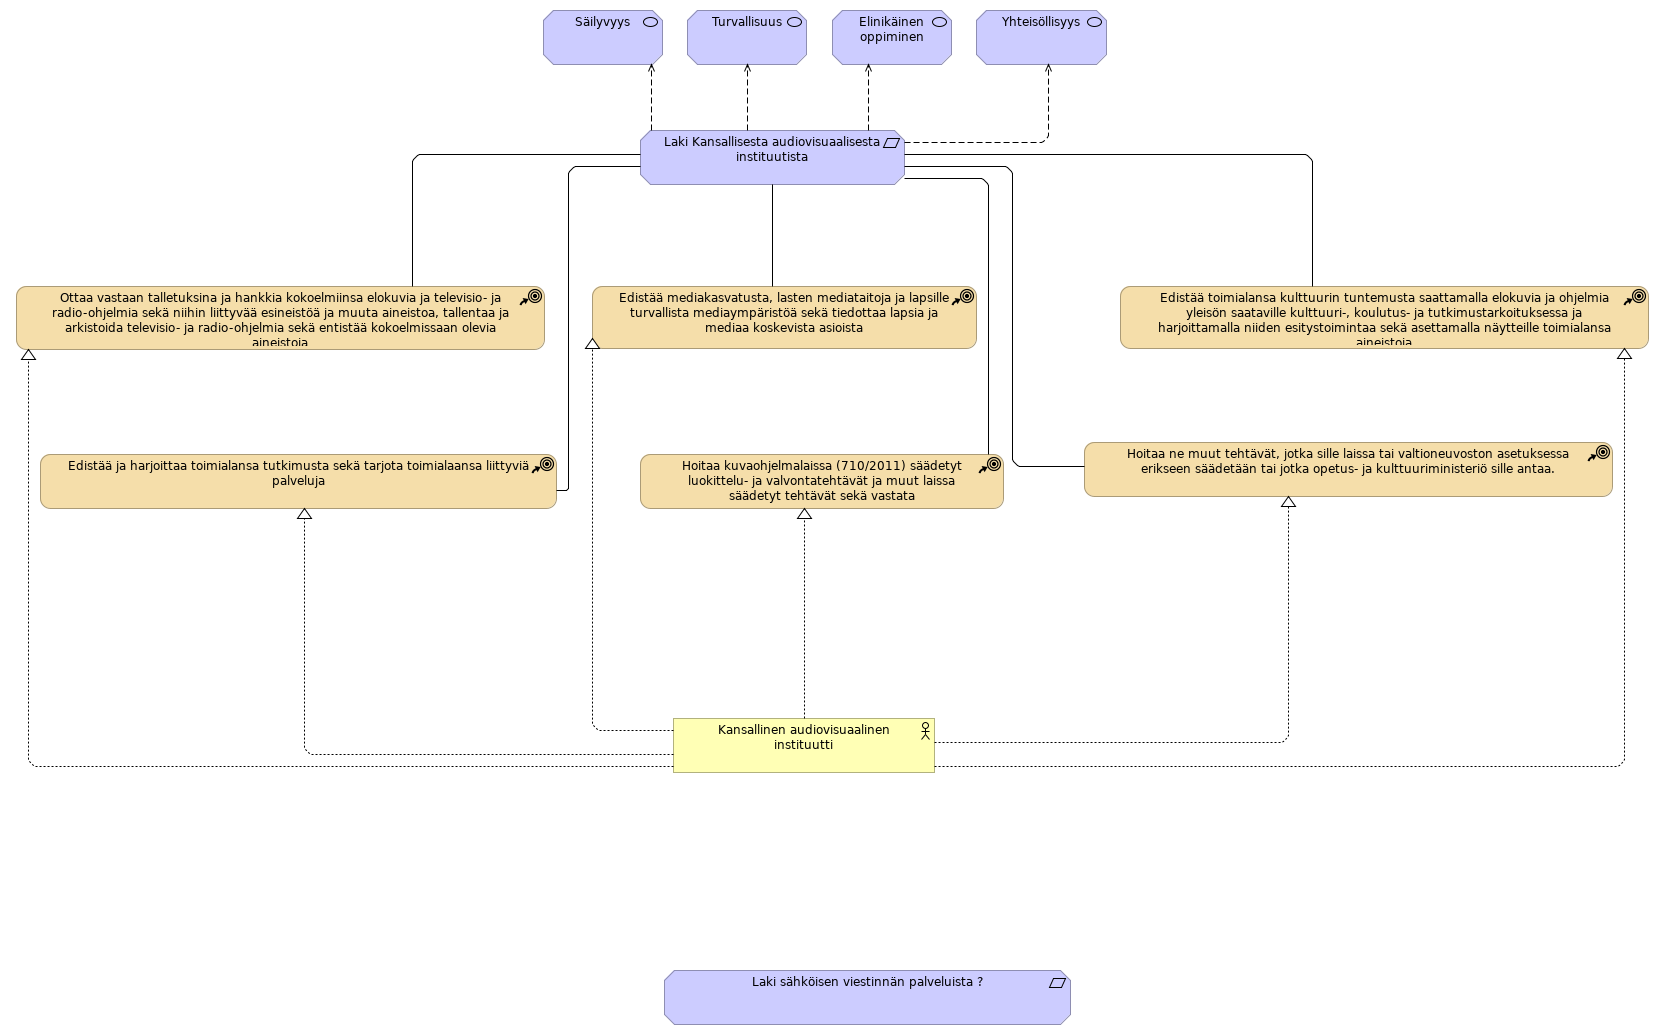 Säilyvyys
Turvallisuus
Elinikäinen
oppiminen
Yhteisöllisyys
Laki Kansallisesta audiovisuaalisesta
instituutista
Ottaa vastaan talletuksina ja hankkia kokoelmiinsa elokuvia ja televisio- ja
radio-ohjelmia sekä niihin liittyvää esineistöä ja muuta aineistoa, tallentaa ja
arkistoida televisio- ja radio-ohjelmia sekä entistää kokoelmissaan olevia
aineistoja
Edistää mediakasvatusta, lasten mediataitoja ja lapsille
turvallista mediaympäristöä sekä tiedottaa lapsia ja
mediaa koskevista asioista
Edistää toimialansa kulttuurin tuntemusta saattamalla elokuvia ja ohjelmia
yleisön saataville kulttuuri-, koulutus- ja tutkimustarkoituksessa ja
harjoittamalla niiden esitystoimintaa sekä asettamalla näytteille toimialansa
aineistoja
Edistää ja harjoittaa toimialansa tutkimusta sekä tarjota toimialaansa liittyviä
palveluja
Hoitaa kuvaohjelmalaissa (710/2011) säädetyt
luokittelu- ja valvontatehtävät ja muut laissa
säädetyt tehtävät sekä vastata
Hoitaa ne muut tehtävät, jotka sille laissa tai valtioneuvoston asetuksessa
erikseen säädetään tai jotka opetus- ja kulttuuriministeriö sille antaa.
Kansallinen audiovisuaalinen
instituutti
Laki sähköisen viestinnän palveluista ?